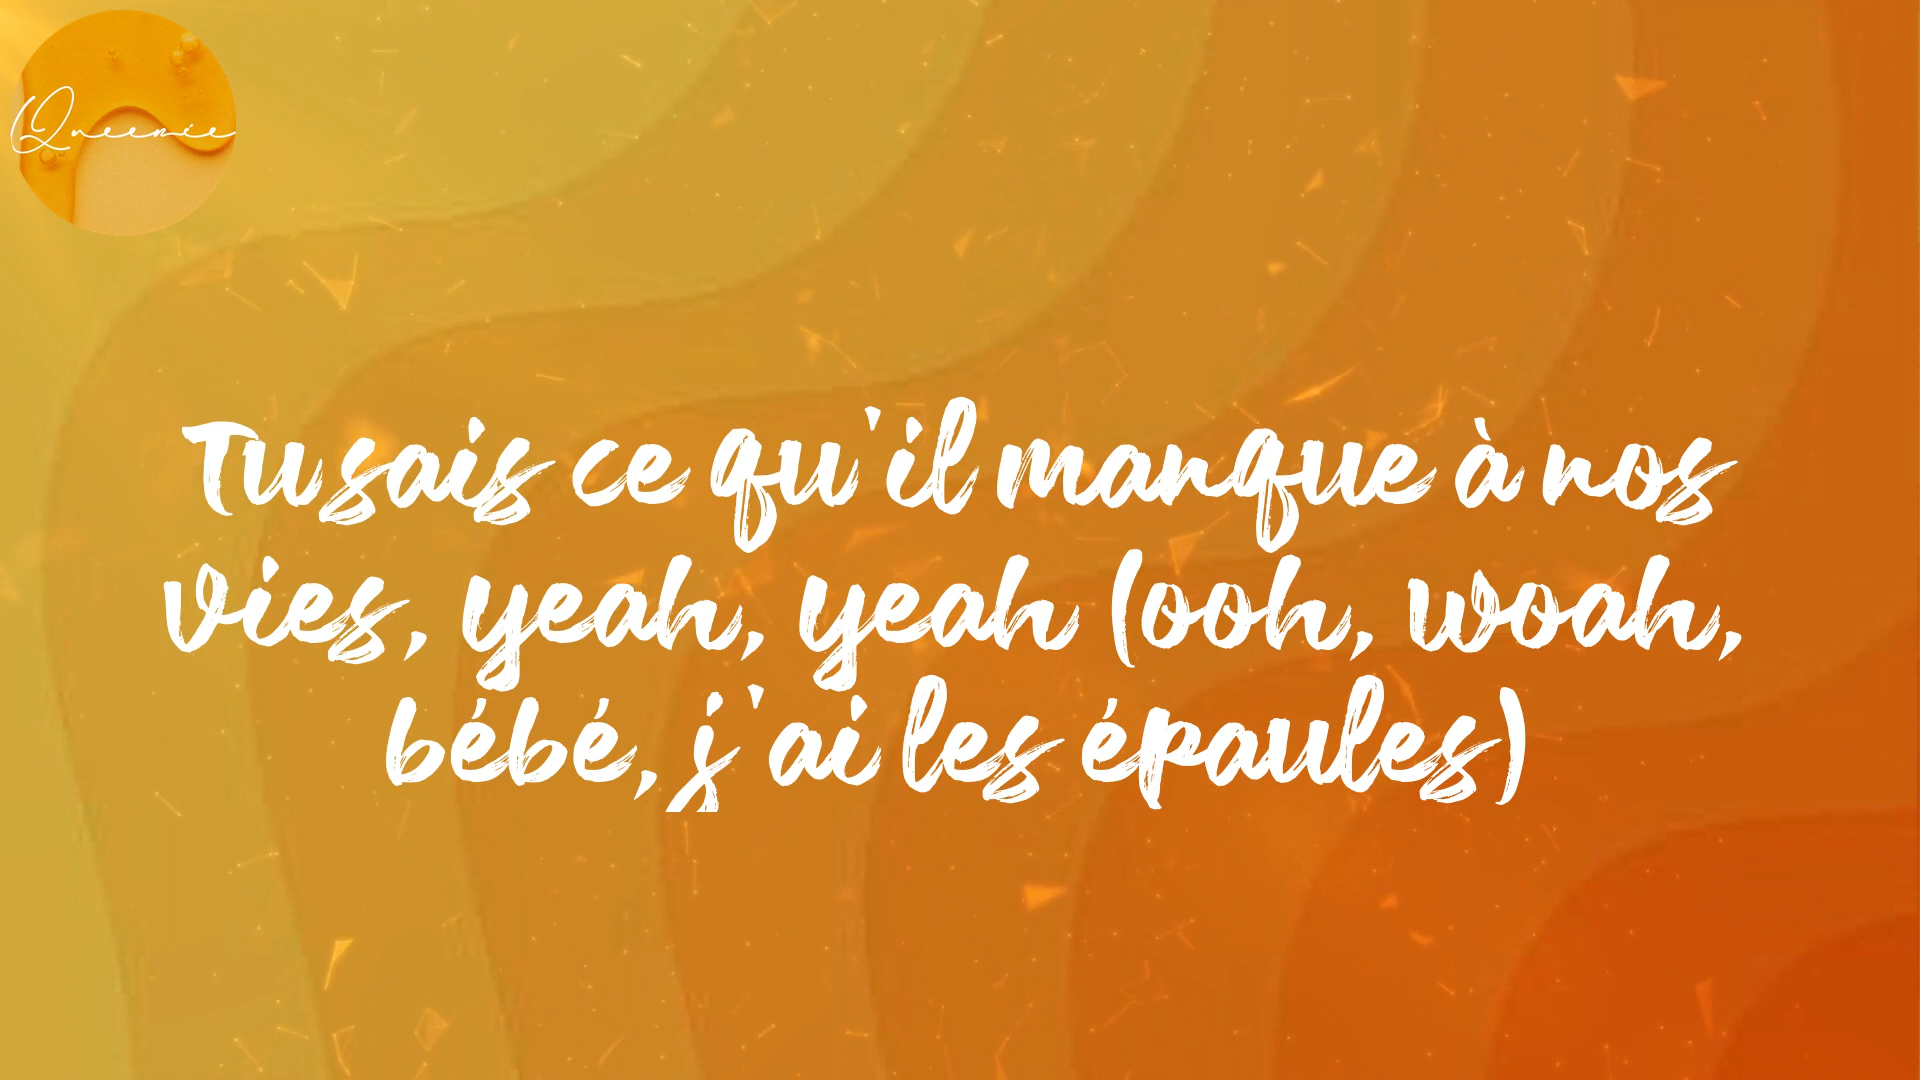 Queenie
Tu sais ce qu'il manque à nos
vies, yeah, yeah (ooh, woah,
bébé, j'ai les épaules)